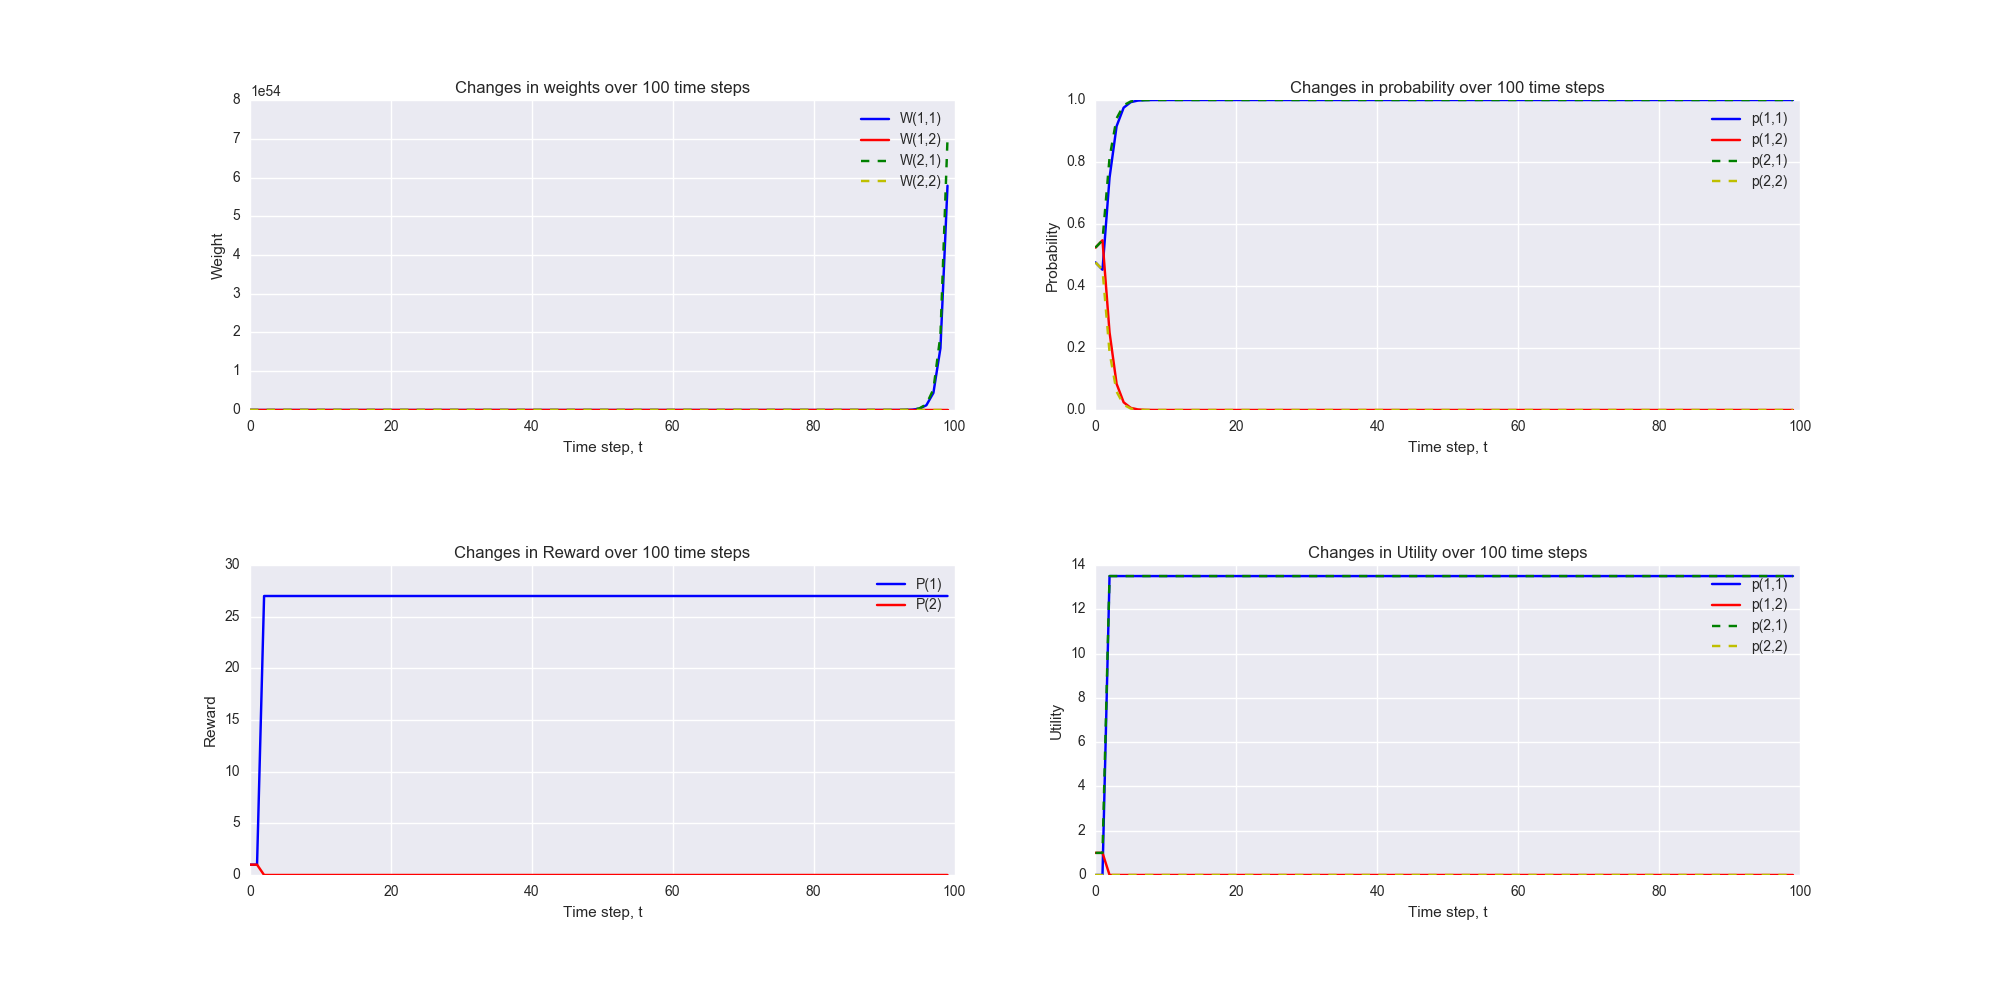 Changes in weights over 100 time steps
1e54
8
7
6
5
4
3
2
1
0
Weight
W(1,1)
W(1,2)
W(2,1)
W(2,2)
0 20 40 60 80 100
Time step, t
Changes in probability over 100 time steps
1.0
0.8
0.6
0.4
0.2
0.0
Probability
p(1,1)
p(1,2)
p(2,1)
p(2,2)
0 20 40 60 80 100
Time step, t
Changes in Reward over 100 time steps
30
25
20
15
10
5
0
Reward
P(1)
P(2)
0 20 40 60 80 100
Time step, t
Changes in Utility over 100 time steps
14
12
10
8
6
4
2
0
Utility
p(1,1)
p(1,2)
p(2,1)
p(2,2)
0 20 40 60 80 100
Time step, t